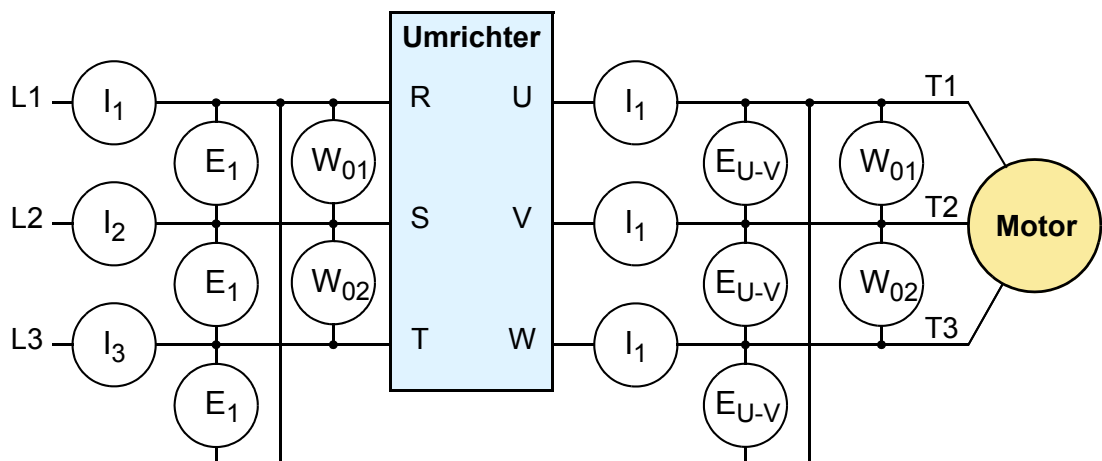 Umrichter
L1 I1 R U I1 T1
E1 W01 EU-V W01
L2 I2 S V I1 T2 Motor
E1 W02 EU-V W02
L3 I3 T W I1 T3
E1 EU-V